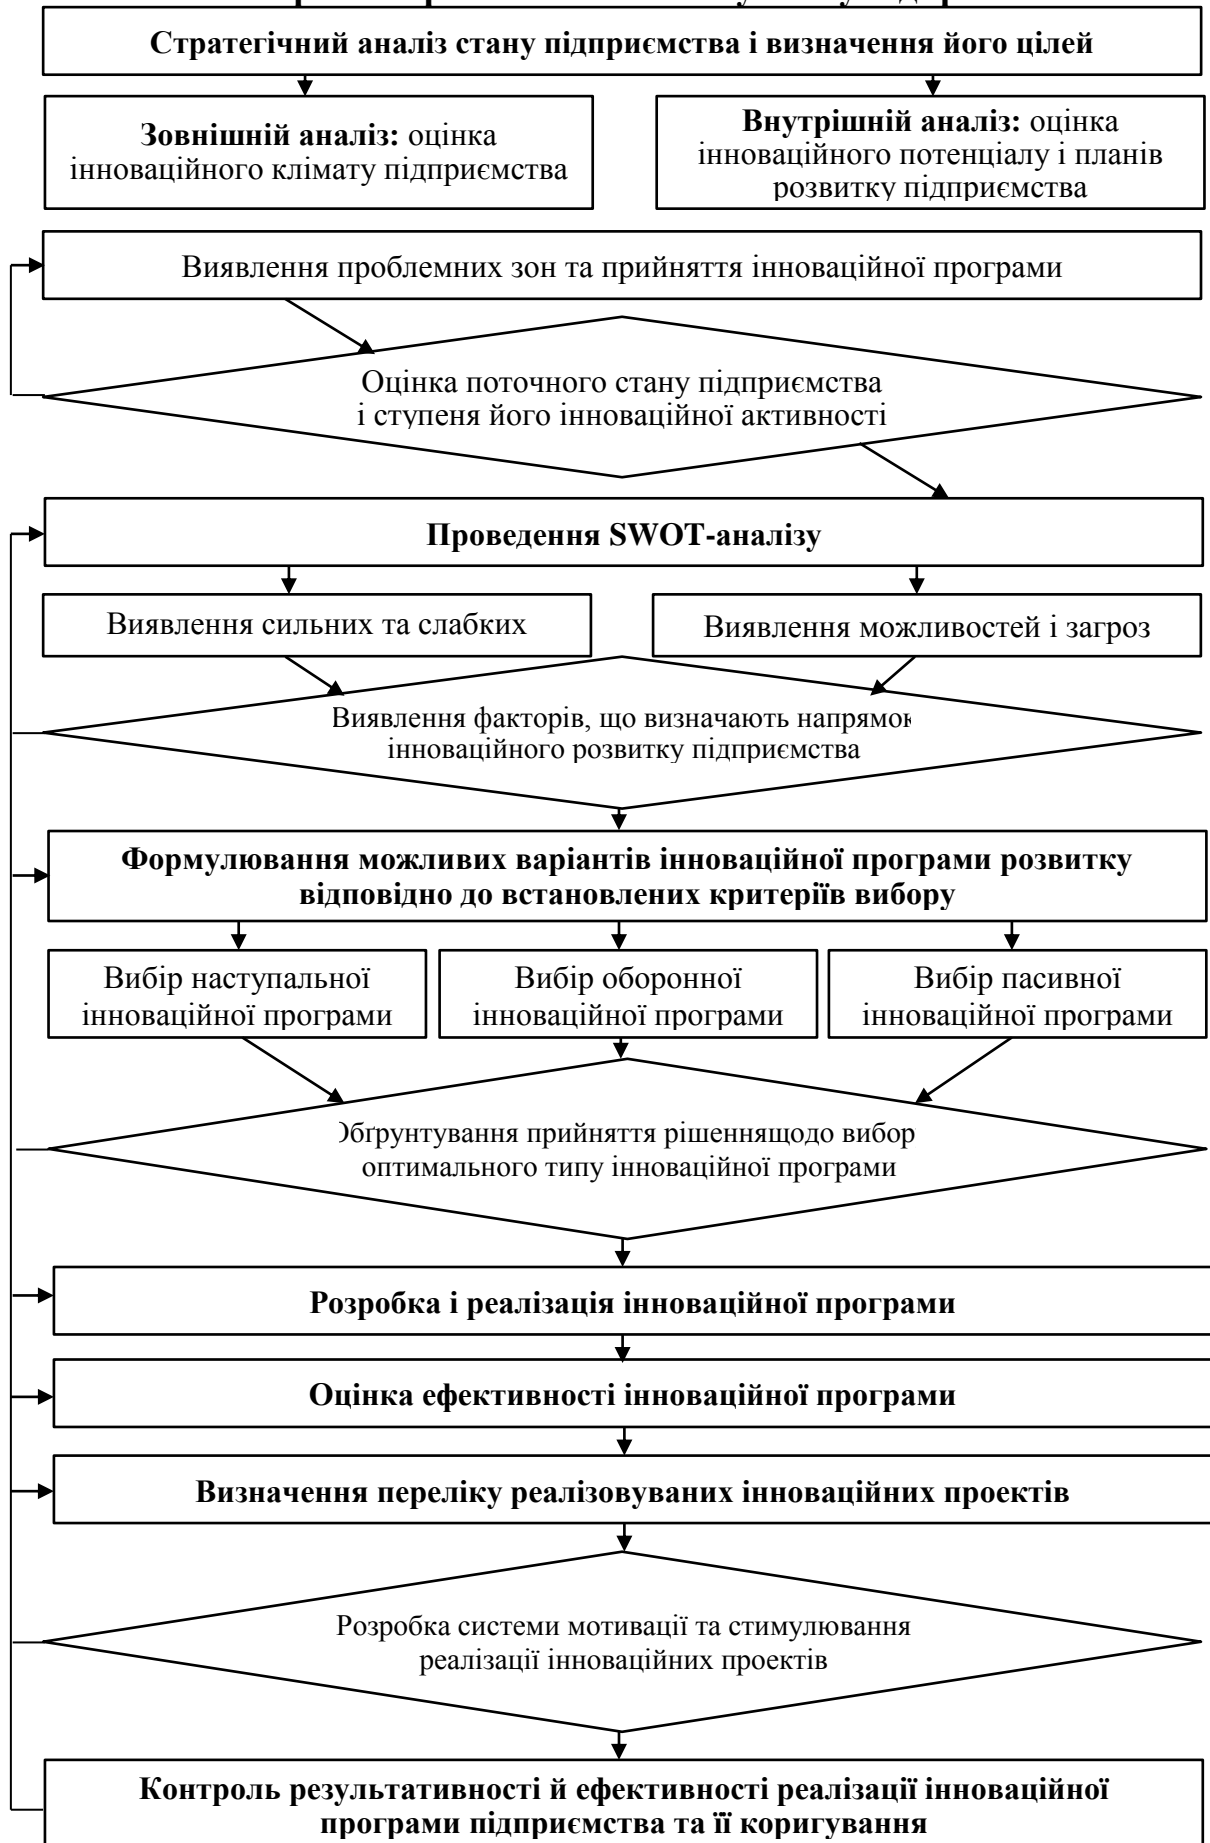 Стратегічний аналіз стану підприємства і визначення його цілей
Зовнішній аналіз: оцінка
інноваційного клімату підприємства
Внутрішній аналіз: оцінка
інноваційного потенціалу і планів
розвитку підприємства
Виявлення проблемних зон та прийняття інноваційної програми
Оцінка поточного стану підприємства
і ступеня його інноваційної активності
Проведення SWOT-аналізу
Виявлення сильних та слабких
Виявлення можливостей і загроз
Виявлення факторів, що визначають напрямок
інноваційного розвитку підприємства
Формулювання можливих варіантів інноваційної програми розвитку
відповідно до встановлених критеріїв вибору
Вибір наступальної
інноваційної програми
Вибір оборонної
інноваційної програми
Вибір пасивної
інноваційної програми
Обґрунтування прийняття рішеннящодо вибор
оптимального типу інноваційної програми
Розробка і реалізація інноваційної програми
Оцінка ефективності інноваційної програми
Визначення переліку реалізовуваних інноваційних проектів
Розробка системи мотивації та стимулювання
реалізації інноваційних проектів
Контроль результативності й ефективності реалізації інноваційної
програми підприємства та її коригування